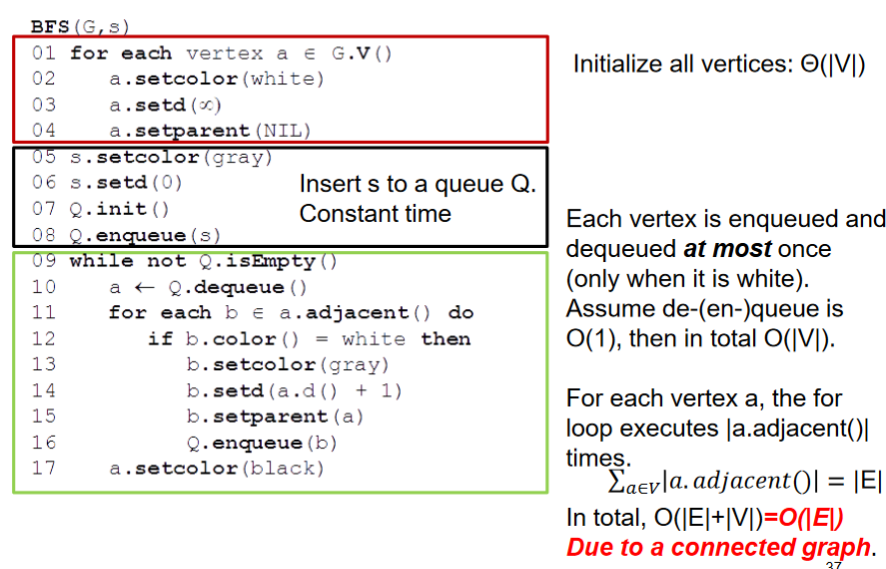 BFS(G,s)
01 for each vertex a ∈ G.V()
02 a.setcolor(white)
03 a.setd(∞)
04 a.setparent(NIL)
05 s.setcolor(gray)
06 s.setd(0)
07 Q.init()
08 Q.enqueue(s)
09 while not Q.isEmpty()
10 a ← Q.dequeue()
11 for each b ∈ a.adjacent() do
12 if b.color() = white then
13 b.setcolor(gray)
14 b.setd(a.d() + 1)
15 b.setparent(a)
16 Q.enqueue(b)
17 a.setcolor(black)
Insert s to a queue Q.
Constant time
Initialize all vertices: Θ(|V|)
Each vertex is enqueued and
dequeued at most once
(only when it is white).
Assume de-(en-)queue is
O(1), then in total O(|V|).
For each vertex a, the for
loop executes |a.adjacent()|
times.
∑a∈V|a.adjacent()| = |E|
In total, O(|E|+|V|)=O(|E|)
Due to a connected graph.
37